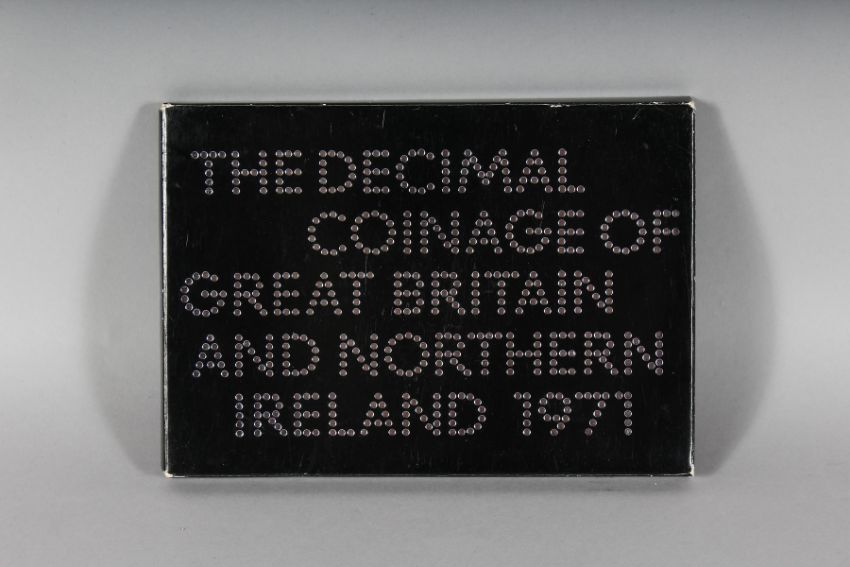 THE DECIMAL
COINAGE OF
GREAT BRITAIN
AND NORTHERN
IRELAND 1971